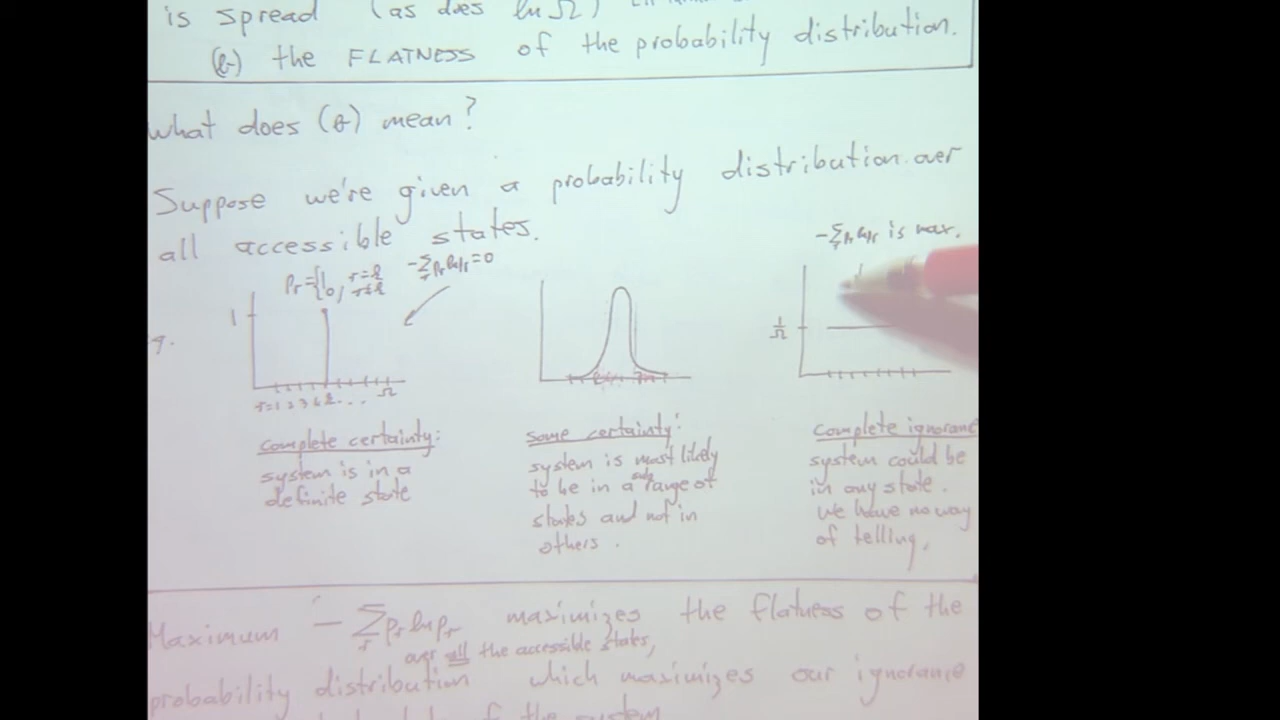 is spread (as does ln Ω)
(b) the FLATNESS of the probability distribution.
What does (b) mean?
Suppose we're given a probability distribution over
all accessible states.
-Σ pr ln pr is max.
r
pr = {1, r=k
0, r≠k
-Σ pr ln pr = 0
r
1
1/Ω
r=1 2 3 4 k ... Ω
complete certainty:
system is in a
definite state
some certainty:
system is most likely
to be in a sub range of
states and not in
others.
complete ignorance
system could be
in any state.
we have no way
of telling.
Maximum -Σ pr ln pr maximizes the flatness of the
r
over all the accessible states,
probability distribution which maximizes our ignorance
of the system